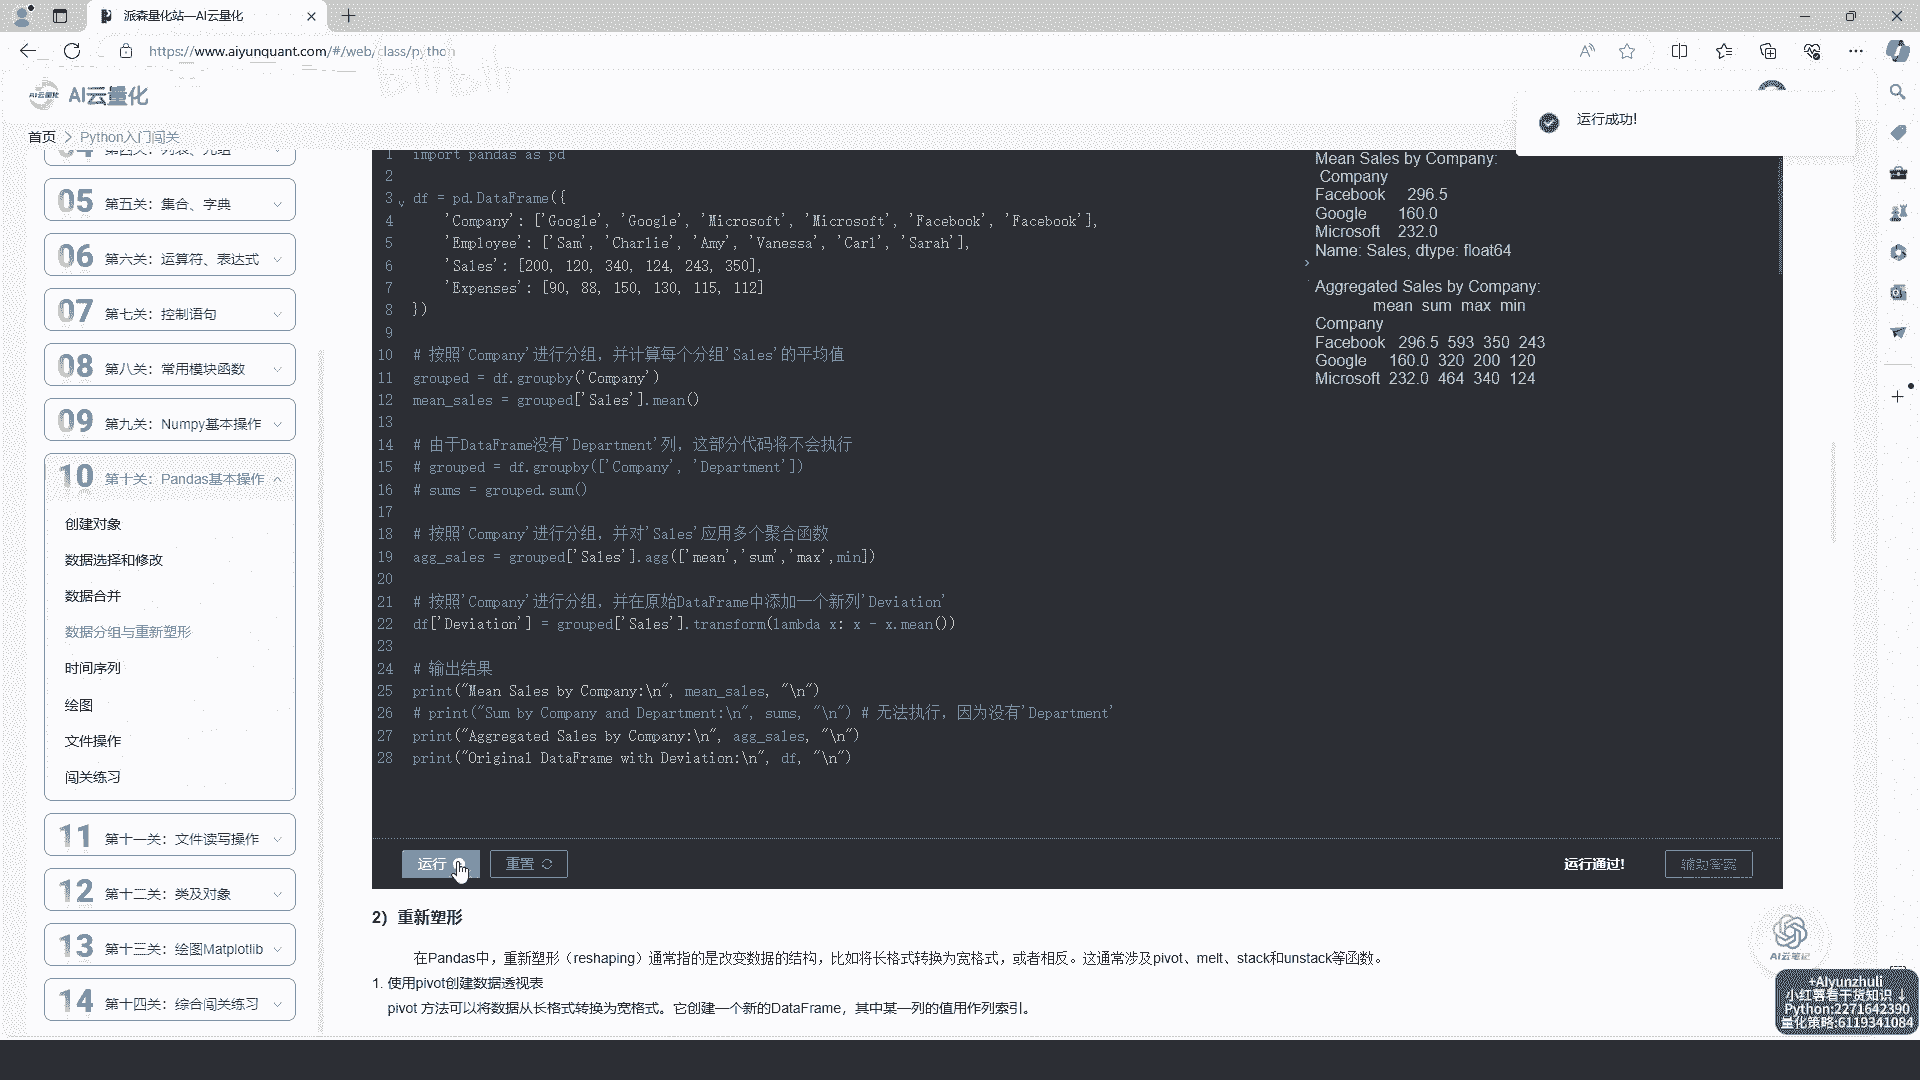 派森量化站—AI云量化
https://www.aiyunquant.com/#/web/class/python
AI云量化
AI云量化
首页 > Python入门闯关
运行成功!
04 第四关：列表、元组
05 第五关：集合、字典
06 第六关：运算符、表达式
07 第七关：控制语句
08 第八关：常用模块函数
09 第九关：Numpy基本操作
10 第十关：Pandas基本操作
创建对象
数据选择和修改
数据合并
数据分组与重新塑形
时间序列
绘图
文件操作
闯关练习
11 第十一关：文件读写操作
12 第十二关：类及对象
13 第十三关：绘图Matplotlib
14 第十四关：综合闯关练习
1 import pandas as pd
2
3 df = pd.DataFrame({
4 'Company': ['Google', 'Google', 'Microsoft', 'Microsoft', 'Facebook', 'Facebook'],
5 'Employee': ['Sam', 'Charlie', 'Amy', 'Vanessa', 'Carl', 'Sarah'],
6 'Sales': [200, 120, 340, 124, 243, 350],
7 'Expenses': [90, 88, 150, 130, 115, 112]
8 })
9
10 # 按照'Company'进行分组，并计算每个分组'Sales'的平均值
11 grouped = df.groupby('Company')
12 mean_sales = grouped['Sales'].mean()
13
14 # 由于DataFrame没有'Department'列，这部分代码将不会执行
15 # grouped = df.groupby(['Company', 'Department'])
16 # sums = grouped.sum()
17
18 # 按照'Company'进行分组，并对'Sales'应用多个聚合函数
19 agg_sales = grouped['Sales'].agg(['mean','sum','max',min])
20
21 # 按照'Company'进行分组，并在原始DataFrame中添加一个新列'Deviation'
22 df['Deviation'] = grouped['Sales'].transform(lambda x: x - x.mean())
23
24 # 输出结果
25 print("Mean Sales by Company:\n", mean_sales, "\n")
26 # print("Sum by Company and Department:\n", sums, "\n") # 无法执行，因为没有'Department'
27 print("Aggregated Sales by Company:\n", agg_sales, "\n")
28 print("Original DataFrame with Deviation:\n", df, "\n")
Mean Sales by Company:
Company
Facebook 296.5
Google 160.0
Microsoft 232.0
Name: Sales, dtype: float64
Aggregated Sales by Company:
mean sum max min
Company
Facebook 296.5 593 350 243
Google 160.0 320 200 120
Microsoft 232.0 464 340 124
运行
重置
运行通过!
辅助答案
2）重新塑形
在Pandas中，重新塑形（reshaping）通常指的是改变数据的结构，比如将长格式转换为宽格式，或者相反。这通常涉及pivot、melt、stack和unstack等函数。
1. 使用pivot创建数据透视表
pivot 方法可以将数据从长格式转换为宽格式。它创建一个新的DataFrame，其中某一列的值用作列索引。
AI云笔记
+AIyunzhuli
小红薯看干货知识↓
Python:2271642390
量化策略:6119341084